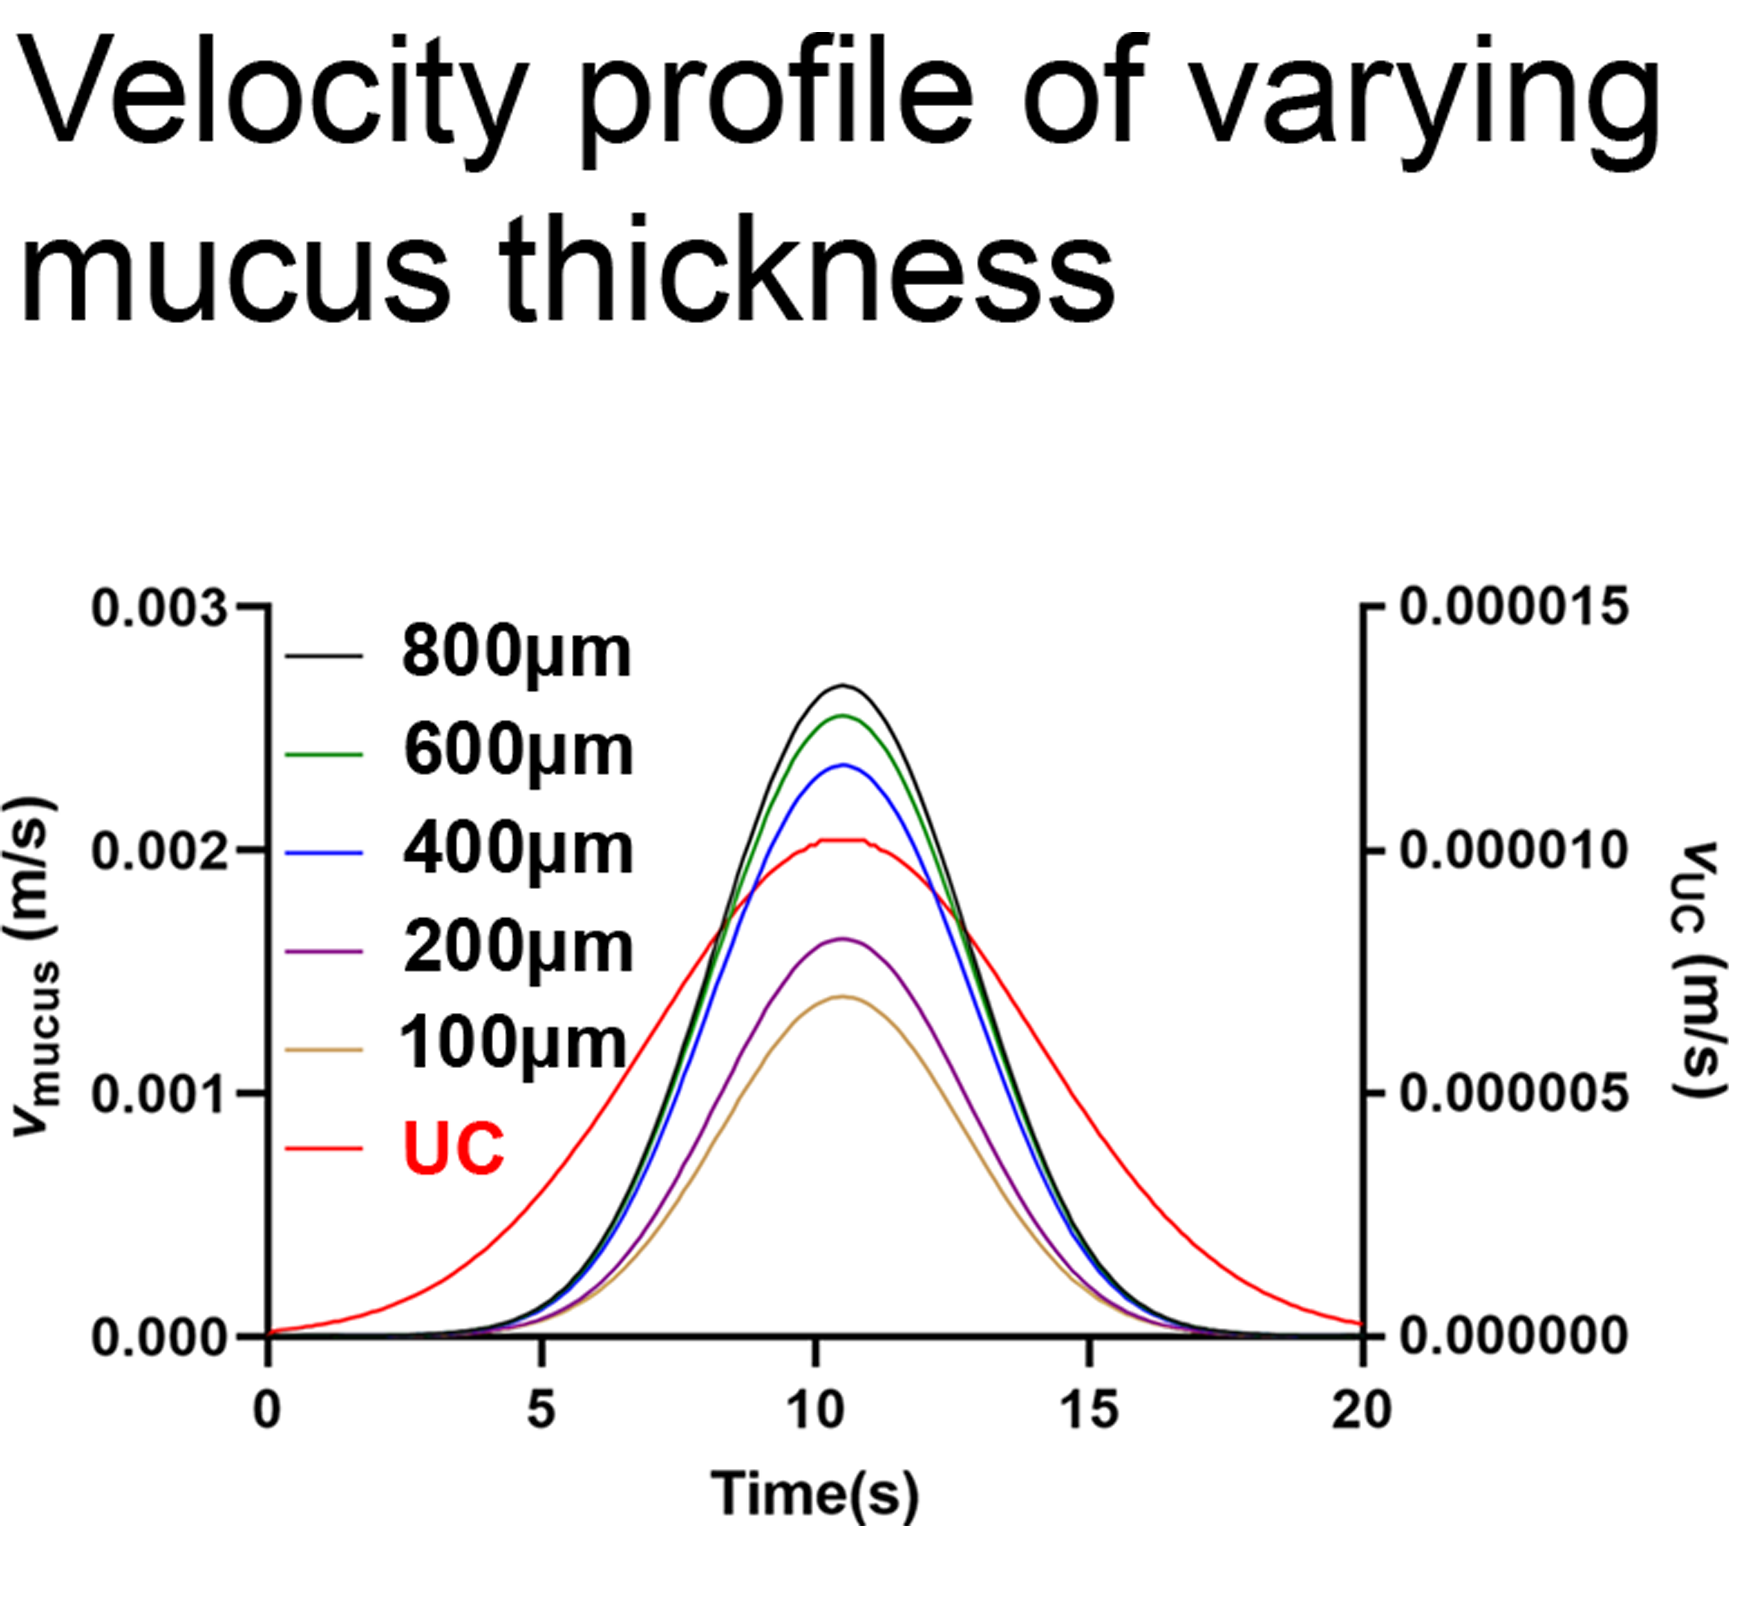 Velocity profile of varying
mucus thickness
0.003
0.002
0.001
0.000
vmucus (m/s)
800µm
600µm
400µm
200µm
100µm
UC
0.000015
0.000010
0.000005
0.000000
vUC (m/s)
0
5
10
15
20
Time(s)